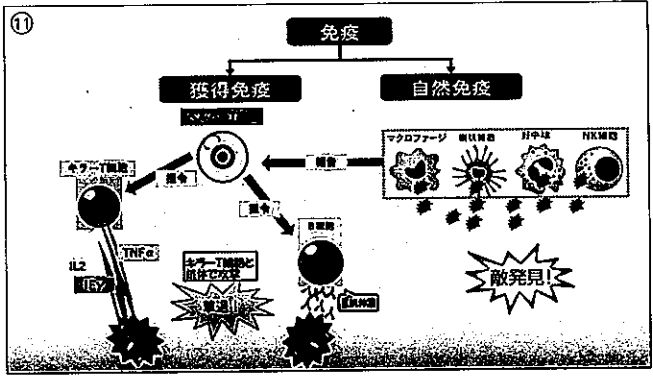 ⑪
免疫
獲得免疫
自然免疫
マクロファージ
樹状細胞
好中球
NK細胞
報告
キラーT細胞
指令
指令
B細胞
TNFα
IL2
キラーT細胞と
抗体で攻撃
撃退!!
敵発見!